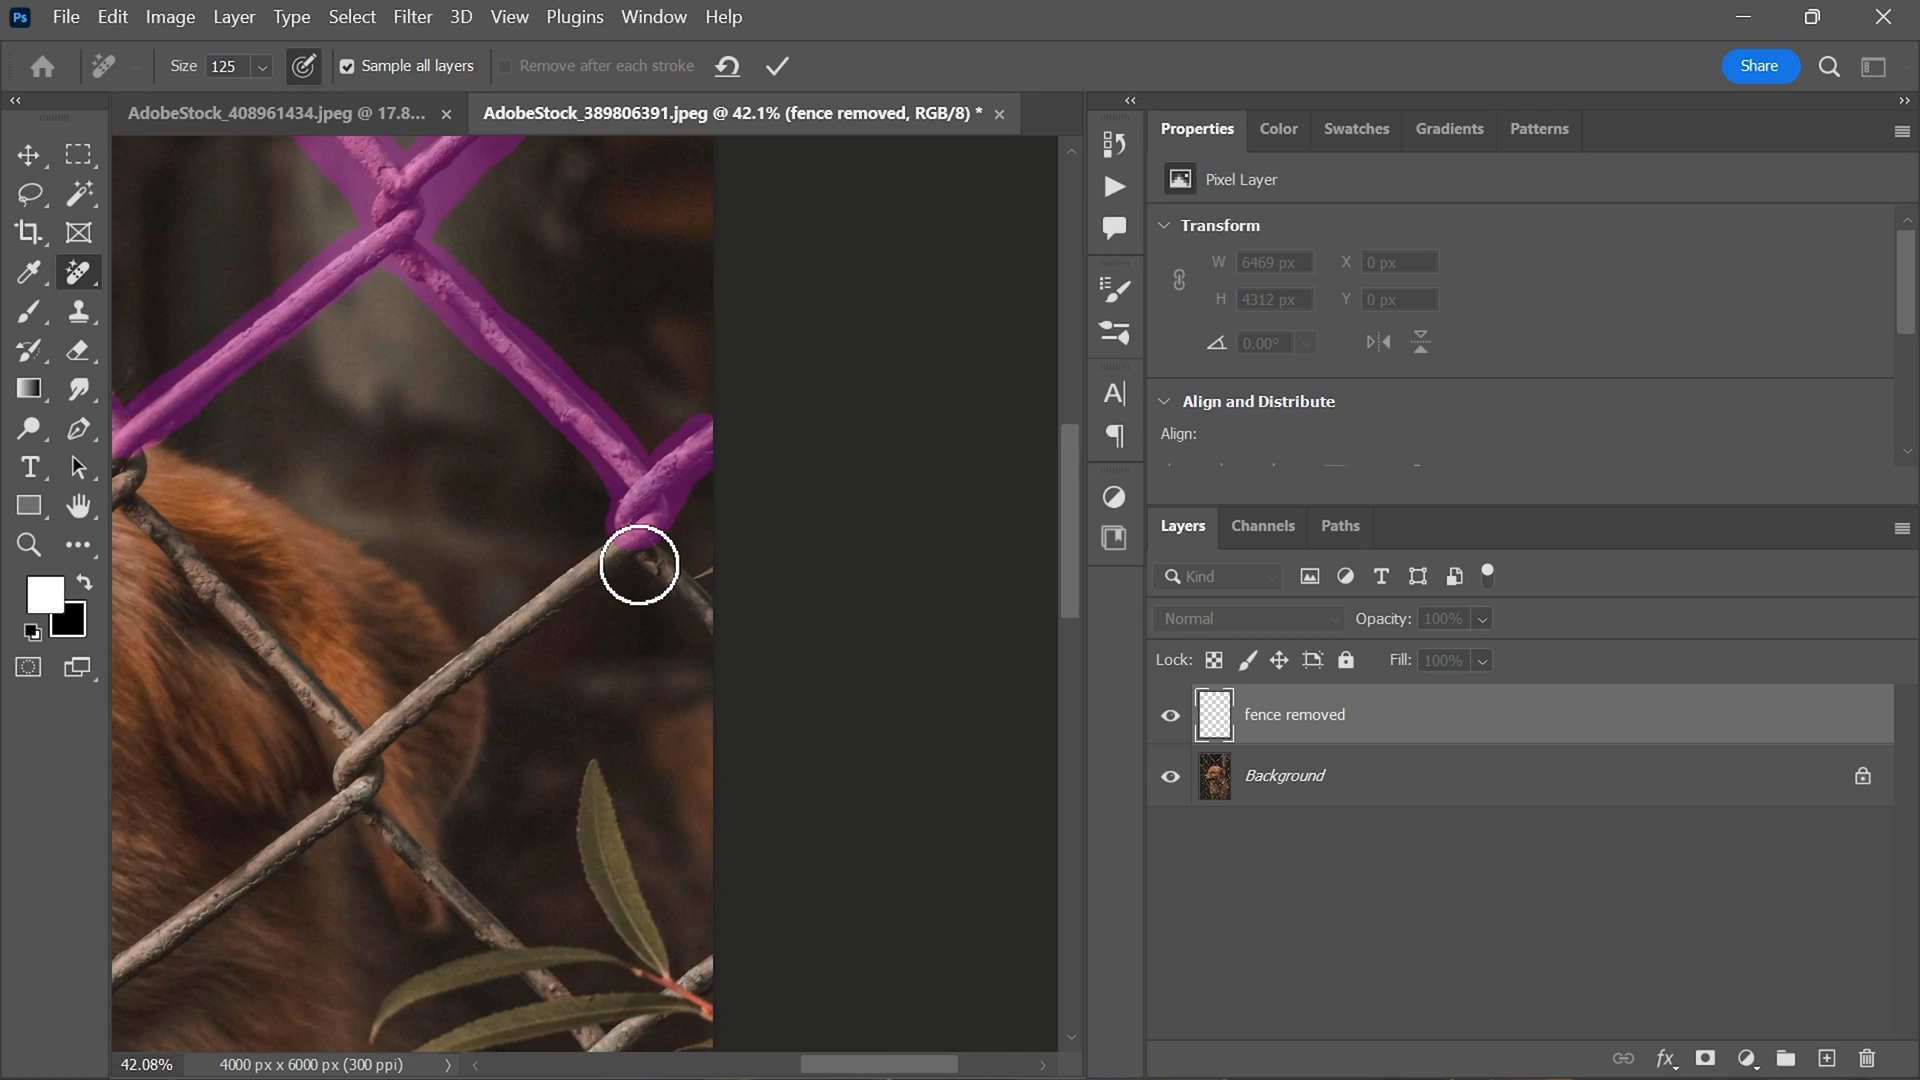 Ps File Edit Image Layer Type Select Filter 3D View Plugins Window Help
Size 125 Sample all layers Remove after each stroke Share
AdobeStock_408961434.jpeg @ 17.8... AdobeStock_389806391.jpeg @ 42.1% (fence removed, RGB/8) *
Properties Color Swatches Gradients Patterns
Pixel Layer
Transform
W 6469 px X 0 px
H 4312 px Y 0 px
0.00°
Align and Distribute
Align:
Layers Channels Paths
Kind
Normal Opacity: 100%
Lock: Fill: 100%
fence removed
Background
42.08% 4000 px x 6000 px (300 ppi)